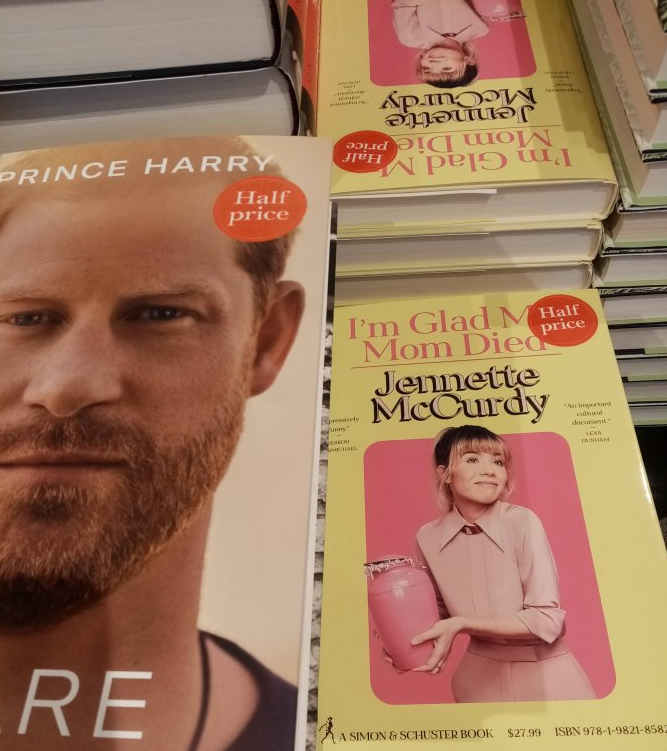 PRINCE HARRY
Half
price
ARE
Jennette
McCurdy
I'm Glad M
Mom Die
Half
price
I'm Glad M
Mom Died
Half
price
Jennette
McCurdy
"An important
cultural
document."
—
LENA
DUNHAM
A SIMON & SCHUSTER BOOK $27.99 ISBN 978-1-9821-858